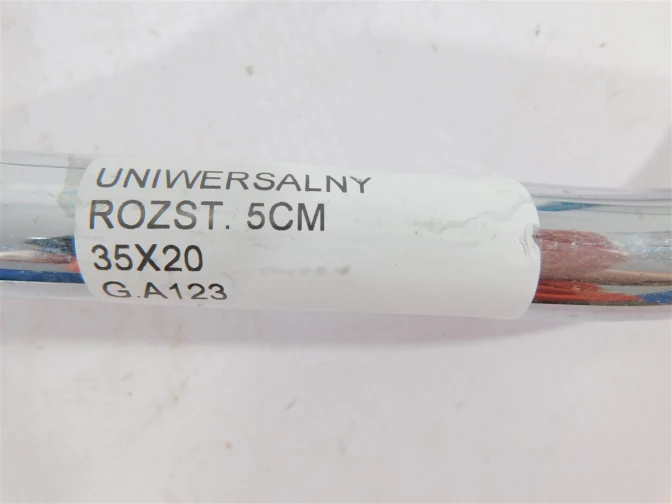 UNIWERSALNY
ROZST. 5CM
35X20
G.A123